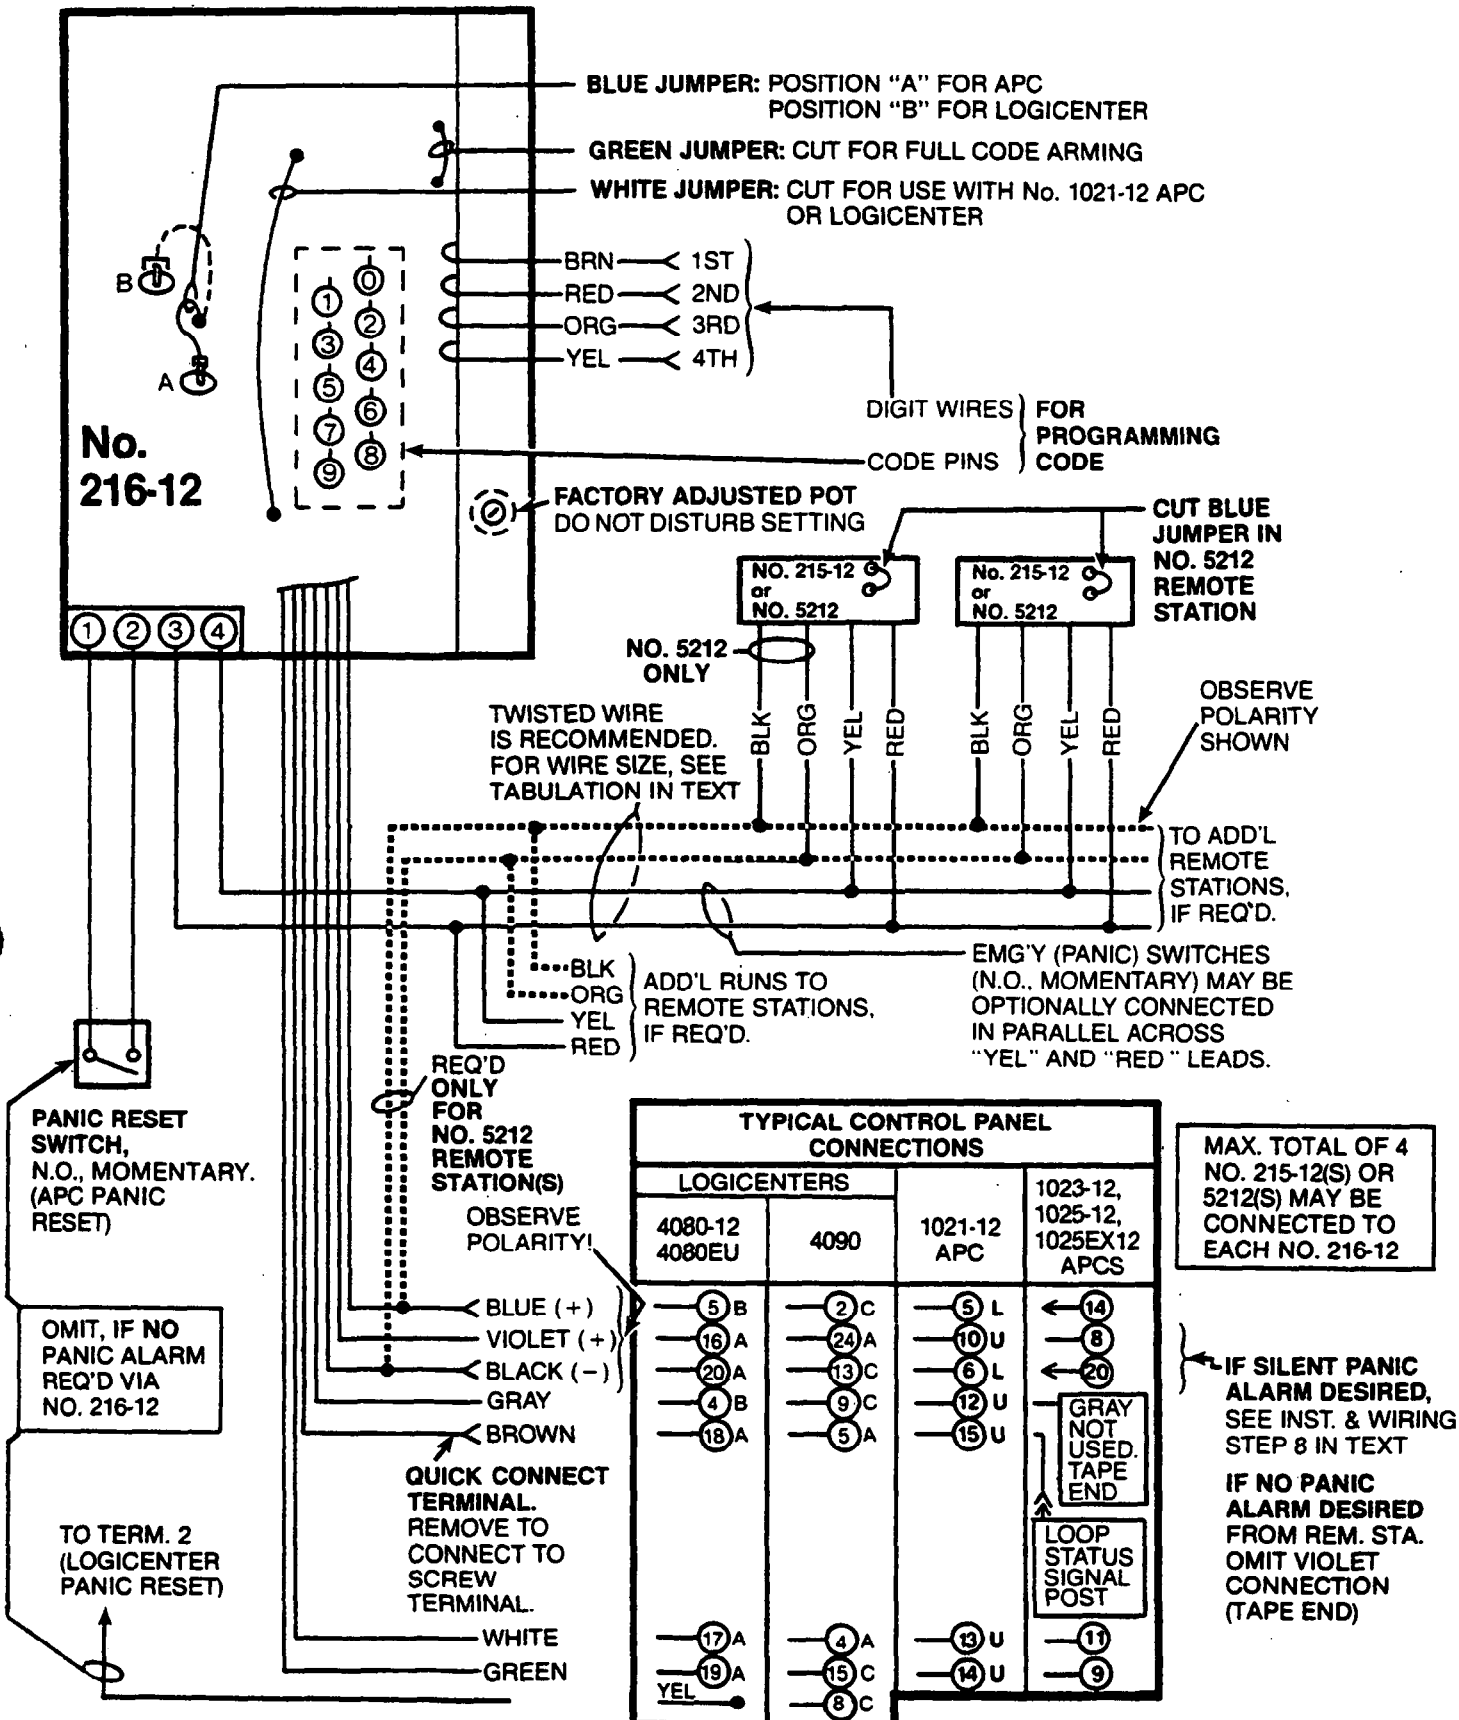 BLUE JUMPER: POSITION "A" FOR APC
POSITION "B" FOR LOGICENTER
GREEN JUMPER: CUT FOR FULL CODE ARMING
WHITE JUMPER: CUT FOR USE WITH No. 1021-12 APC
OR LOGICENTER
B
A
BRN 1ST
RED 2ND
ORG 3RD
YEL 4TH
0
1
2
3
4
5
6
7
8
9
No.
216-12
DIGIT WIRES
CODE PINS
FOR
PROGRAMMING
CODE
FACTORY ADJUSTED POT
DO NOT DISTURB SETTING
CUT BLUE
JUMPER IN
NO. 5212
REMOTE
STATION
NO. 215-12
or
NO. 5212
No. 215-12
or
NO. 5212
1 2 3 4
NO. 5212
ONLY
BLK ORG YEL RED
BLK ORG YEL RED
OBSERVE
POLARITY
SHOWN
TWISTED WIRE
IS RECOMMENDED.
FOR WIRE SIZE, SEE
TABULATION IN TEXT
TO ADD'L
REMOTE
STATIONS,
IF REQ'D.
BLK
ORG
YEL
RED
ADD'L RUNS TO
REMOTE STATIONS,
IF REQ'D.
EMG'Y (PANIC) SWITCHES
(N.O., MOMENTARY) MAY BE
OPTIONALLY CONNECTED
IN PARALLEL ACROSS
"YEL" AND "RED" LEADS.
REQ'D
ONLY
FOR
NO. 5212
REMOTE
STATION(S)
PANIC RESET
SWITCH,
N.O., MOMENTARY.
(APC PANIC
RESET)
OBSERVE
POLARITY!
OMIT, IF NO
PANIC ALARM
REQ'D VIA
NO. 216-12
TYPICAL CONTROL PANEL
CONNECTIONS
LOGICENTERS
4080-12
4080EU
4090
1021-12
APC
1023-12,
1025-12,
1025EX12
APCS
MAX. TOTAL OF 4
NO. 215-12(S) OR
5212(S) MAY BE
CONNECTED TO
EACH NO. 216-12
BLUE (+) 5 B 2 C 5 L 14
VIOLET (+) 16 A 24 A 10 U 8
BLACK (−) 20 A 13 C 6 L 20
GRAY 4 B 9 C 12 U
BROWN 18 A 5 A 15 U
GRAY
NOT
USED.
TAPE
END
LOOP
STATUS
SIGNAL
POST
IF SILENT PANIC
ALARM DESIRED,
SEE INST. & WIRING
STEP 8 IN TEXT
IF NO PANIC
ALARM DESIRED
FROM REM. STA.
OMIT VIOLET
CONNECTION
(TAPE END)
QUICK CONNECT
TERMINAL.
REMOVE TO
CONNECT TO
SCREW
TERMINAL.
TO TERM. 2
(LOGICENTER
PANIC RESET)
WHITE 17 A 4 A 13 U 11
GREEN 19 A 15 C 14 U 9
YEL 8 C